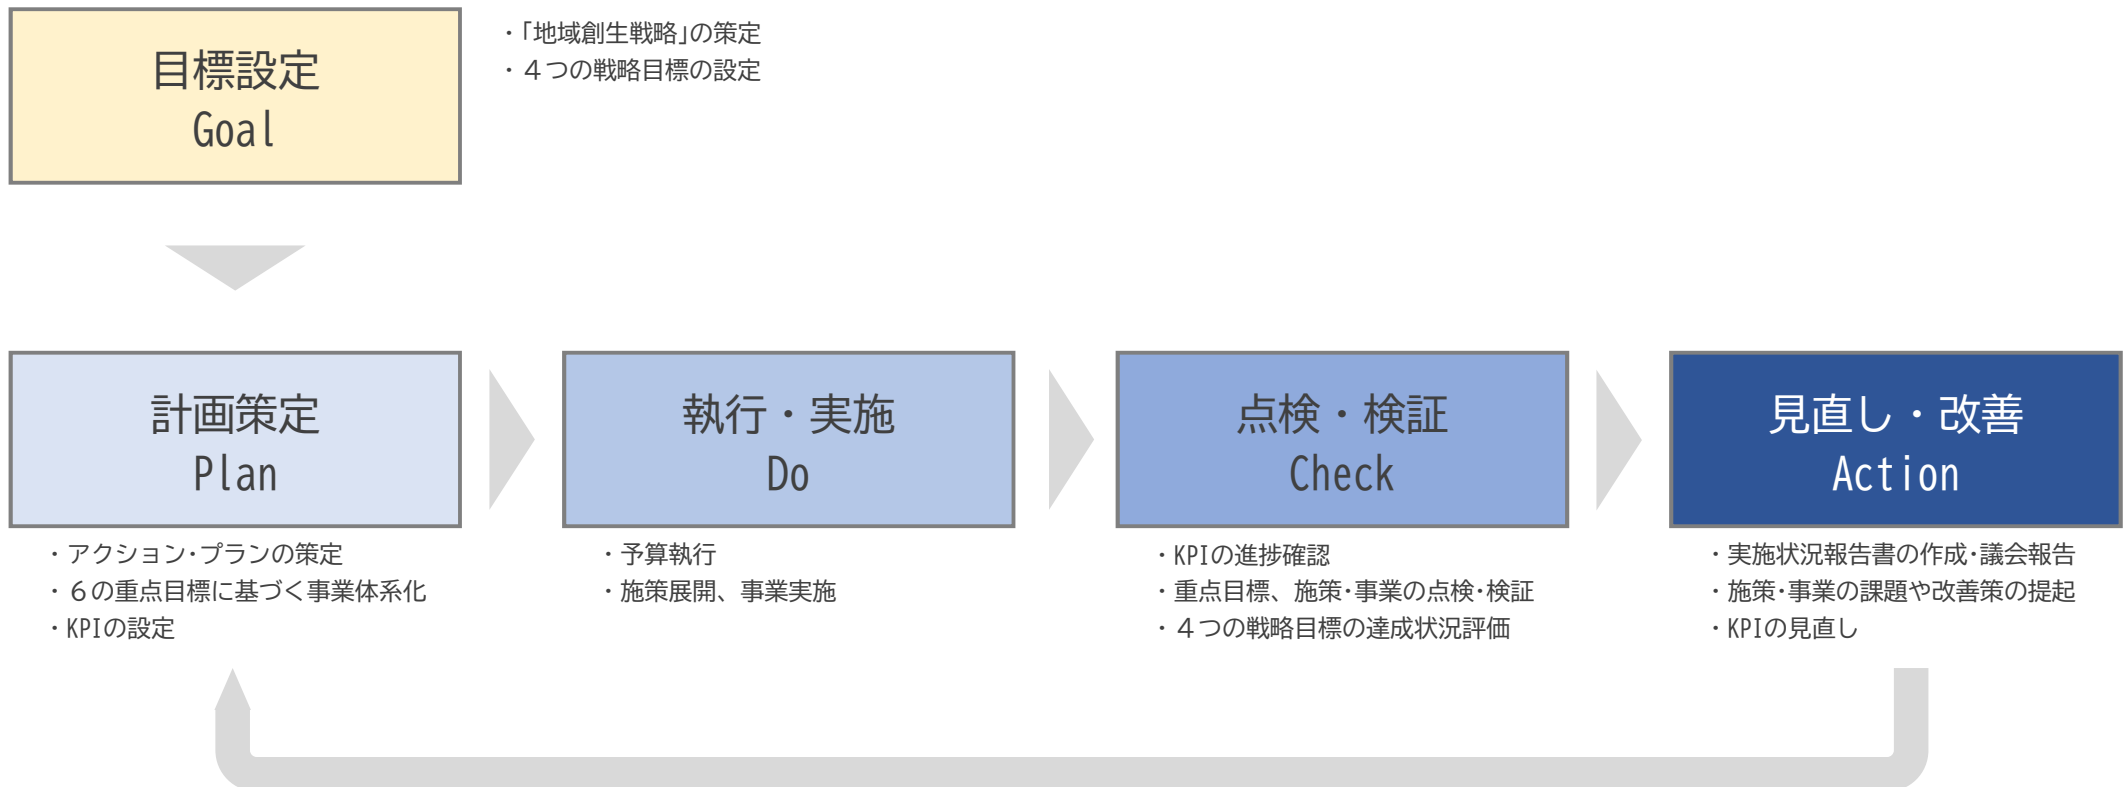 目標設定
Goal
・｢地域創生戦略｣の策定
・４つの戦略目標の設定
計画策定
Plan
・アクション･プランの策定
・６の重点目標に基づく事業体系化
・KPIの設定
執行・実施
Do
・予算執行
・施策展開、事業実施
点検・検証
Check
・KPIの進捗確認
・重点目標、施策･事業の点検･検証
・４つの戦略目標の達成状況評価
見直し・改善
Action
・実施状況報告書の作成･議会報告
・施策･事業の課題や改善策の提起
・KPIの見直し